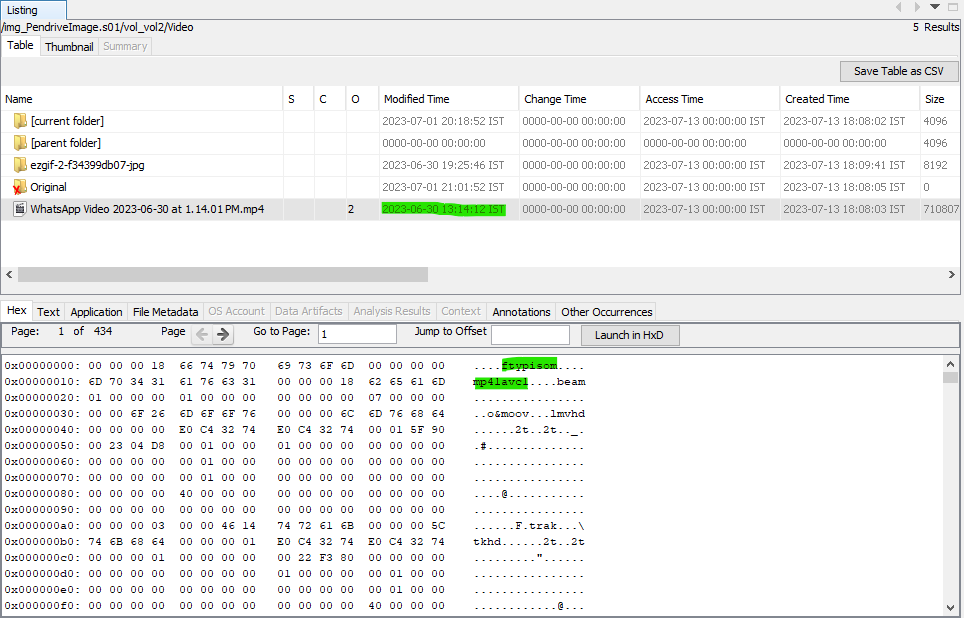 Listing
/img_PendriveImage.s01/vol_vol2/Video 5 Results
Table Thumbnail Summary
Save Table as CSV
Name S C O Modified Time Change Time Access Time Created Time Size
[current folder] 2023-07-01 20:18:52 IST 0000-00-00 00:00:00 2023-07-13 00:00:00 IST 2023-07-13 18:08:02 IST 4096
[parent folder] 0000-00-00 00:00:00 0000-00-00 00:00:00 0000-00-00 00:00:00 0000-00-00 00:00:00 4096
ezgif-2-f34399db07-jpg 2023-06-30 19:25:46 IST 0000-00-00 00:00:00 2023-07-13 00:00:00 IST 2023-07-13 18:09:41 IST 8192
Original 2023-07-01 21:01:52 IST 0000-00-00 00:00:00 2023-07-13 00:00:00 IST 2023-07-13 18:08:05 IST 0
WhatsApp Video 2023-06-30 at 1.14.01 PM.mp4 2 2023-06-30 13:14:12 IST 0000-00-00 00:00:00 2023-07-13 00:00:00 IST 2023-07-13 18:08:03 IST 710807
Hex Text Application File Metadata OS Account Data Artifacts Analysis Results Context Annotations Other Occurrences
Page: 1 of 434 Page Go to Page: 1 Jump to Offset Launch in HxD
0x00000000: 00 00 00 18 66 74 79 70 69 73 6F 6D 00 00 00 00 ....ftypisom....
0x00000010: 6D 70 34 31 61 76 63 31 00 00 00 18 62 65 61 6D mp41avc1....beam
0x00000020: 01 00 00 00 01 00 00 00 00 00 00 00 07 00 00 00 ................
0x00000030: 00 00 6F 26 6D 6F 6F 76 00 00 00 6C 6D 76 68 64 ..o&moov...lmvhd
0x00000040: 00 00 00 00 E0 C4 32 74 E0 C4 32 74 00 01 5F 90 ......2t..2t.._.
0x00000050: 00 23 04 D8 00 01 00 00 01 00 00 00 00 00 00 00 .#..............
0x00000060: 00 00 00 00 00 01 00 00 00 00 00 00 00 00 00 00 ................
0x00000070: 00 00 00 00 00 01 00 00 00 00 00 00 00 00 00 00 ................
0x00000080: 00 00 00 00 40 00 00 00 00 00 00 00 00 00 00 00 ....@...........
0x00000090: 00 00 00 00 00 00 00 00 00 00 00 00 00 00 00 00 ................
0x000000a0: 00 00 00 03 00 00 46 14 74 72 61 6B 00 00 00 5C ......F.trak...\
0x000000b0: 74 6B 68 64 00 00 00 01 E0 C4 32 74 E0 C4 32 74 tkhd......2t..2t
0x000000c0: 00 00 00 01 00 00 00 00 00 22 F3 80 00 00 00 00 ........."......
0x000000d0: 00 00 00 00 00 00 00 00 01 00 00 00 00 01 00 00 ................
0x000000e0: 00 00 00 00 00 00 00 00 00 00 00 00 00 01 00 00 ................
0x000000f0: 00 00 00 00 00 00 00 00 00 00 00 00 40 00 00 00 ............@...